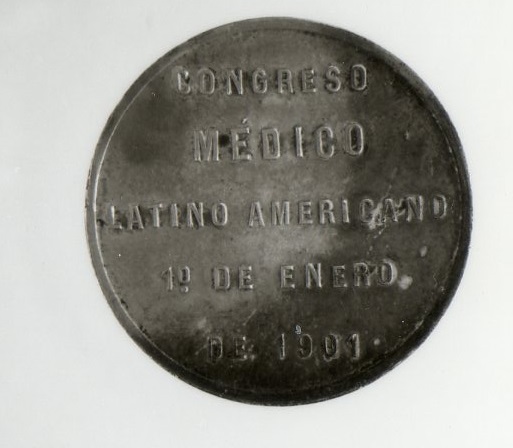 CONGRESO
MÉDICO
LATINO AMERICANO
1º DE ENERO
DE 1901